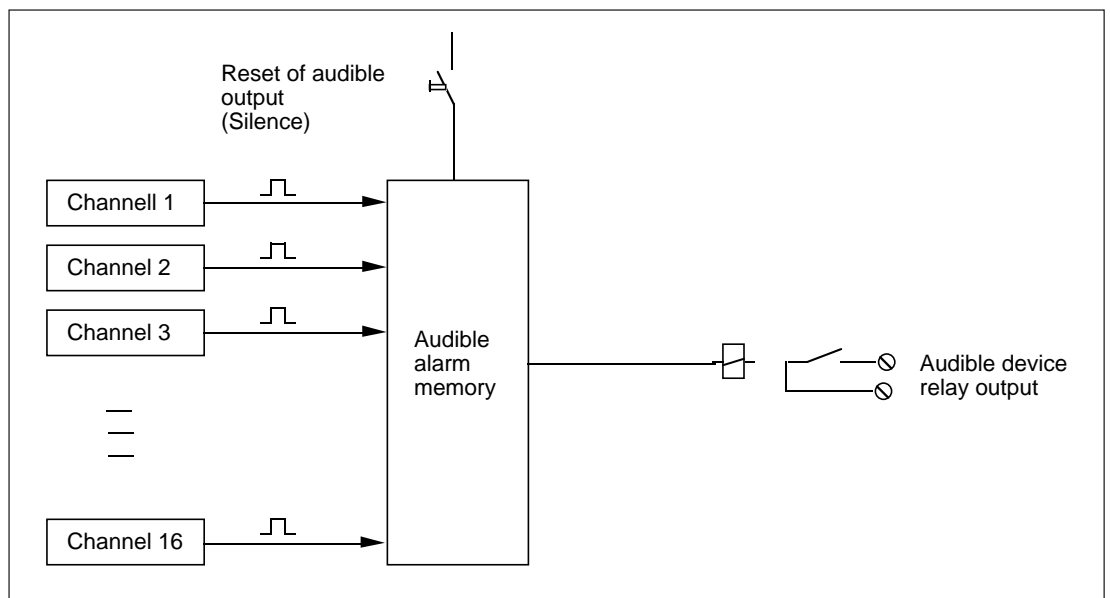 Reset of audible
output
(Silence)
Channell 1
Channel 2
Channel 3
Channel 16
Audible
alarm
memory
Audible device
relay output